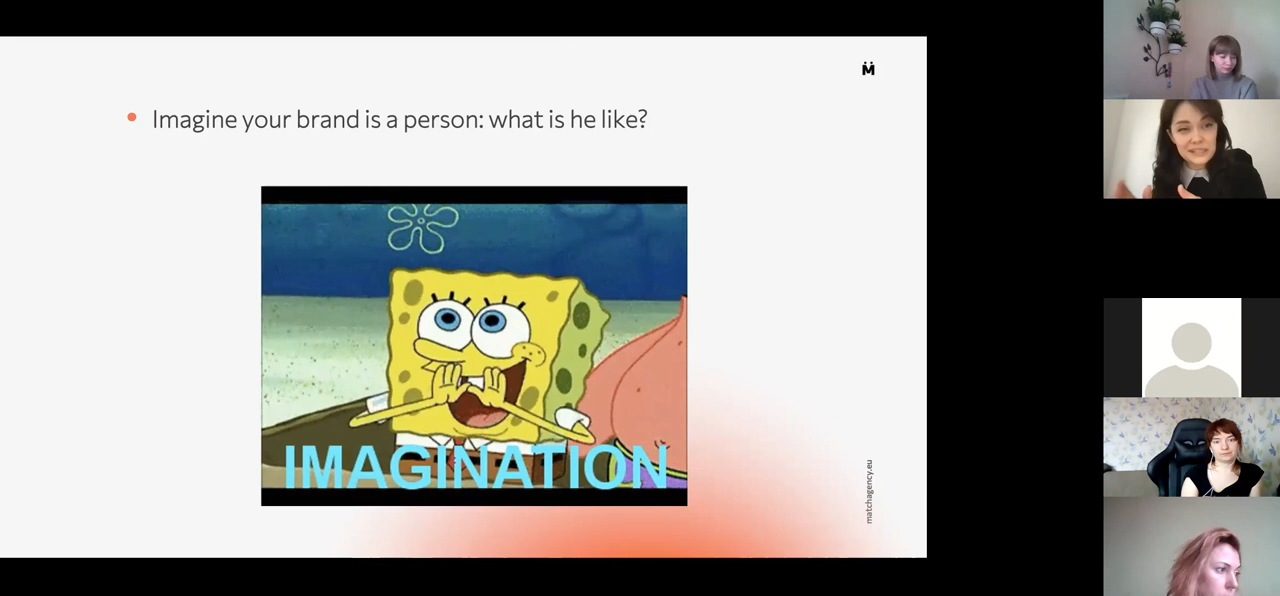 M̈
Imagine your brand is a person: what is he like?
IMAGINATION
matchagency.eu